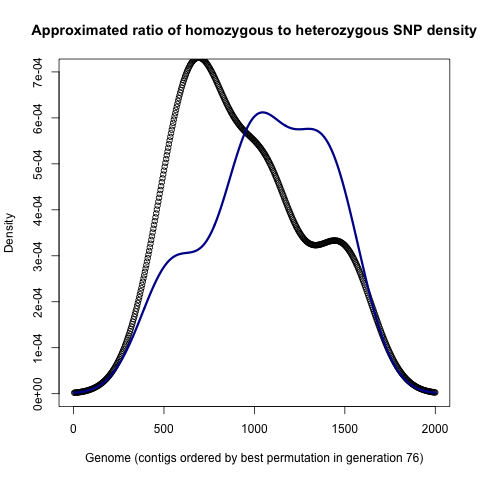 Approximated ratio of homozygous to heterozygous SNP density
7e-04
6e-04
5e-04
4e-04
3e-04
2e-04
1e-04
0e+00
Density
0 500 1000 1500 2000
Genome (contigs ordered by best permutation in generation 76)